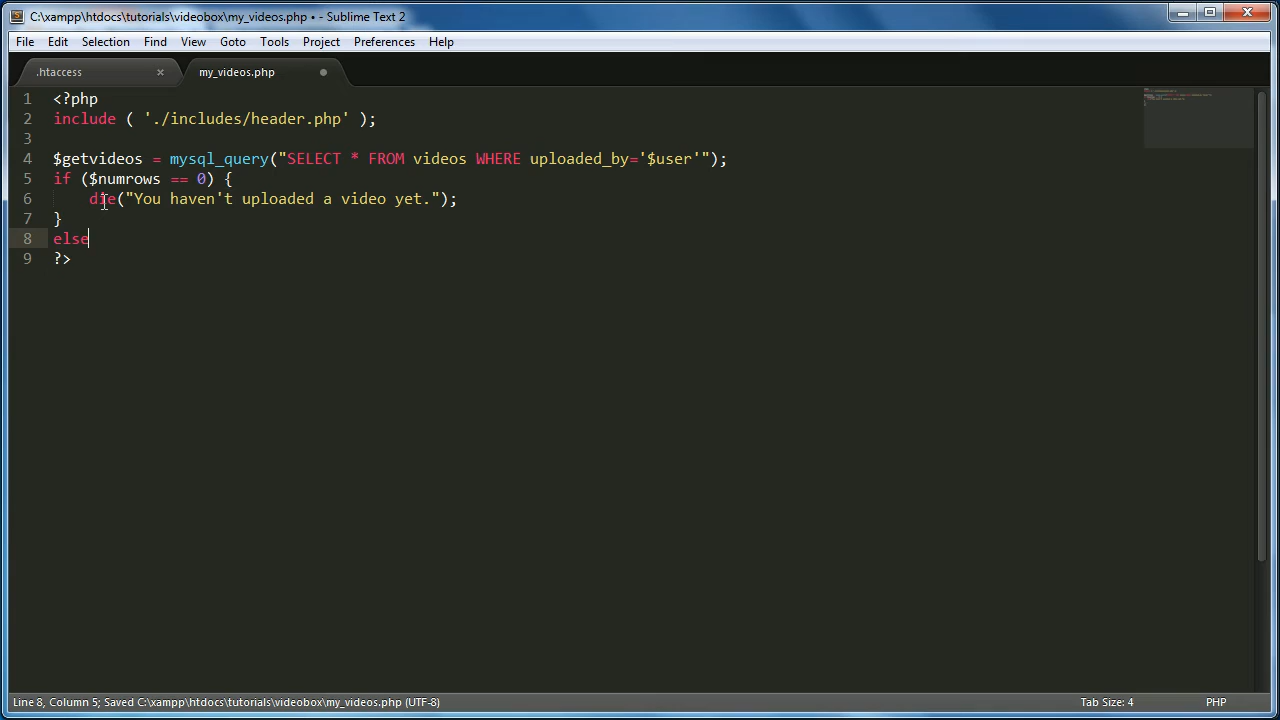 C:\xampp\htdocs\tutorials\videobox\my_videos.php • - Sublime Text 2
File Edit Selection Find View Goto Tools Project Preferences Help
.htaccess × my_videos.php
1 <?php
2 include ( './includes/header.php' );
3
4 $getvideos = mysql_query("SELECT * FROM videos WHERE uploaded_by='$user'");
5 if ($numrows == 0) {
6 die("You haven't uploaded a video yet.");
7 }
8 else
9 ?>
Line 8, Column 5; Saved C:\xampp\htdocs\tutorials\videobox\my_videos.php (UTF-8) Tab Size: 4 PHP